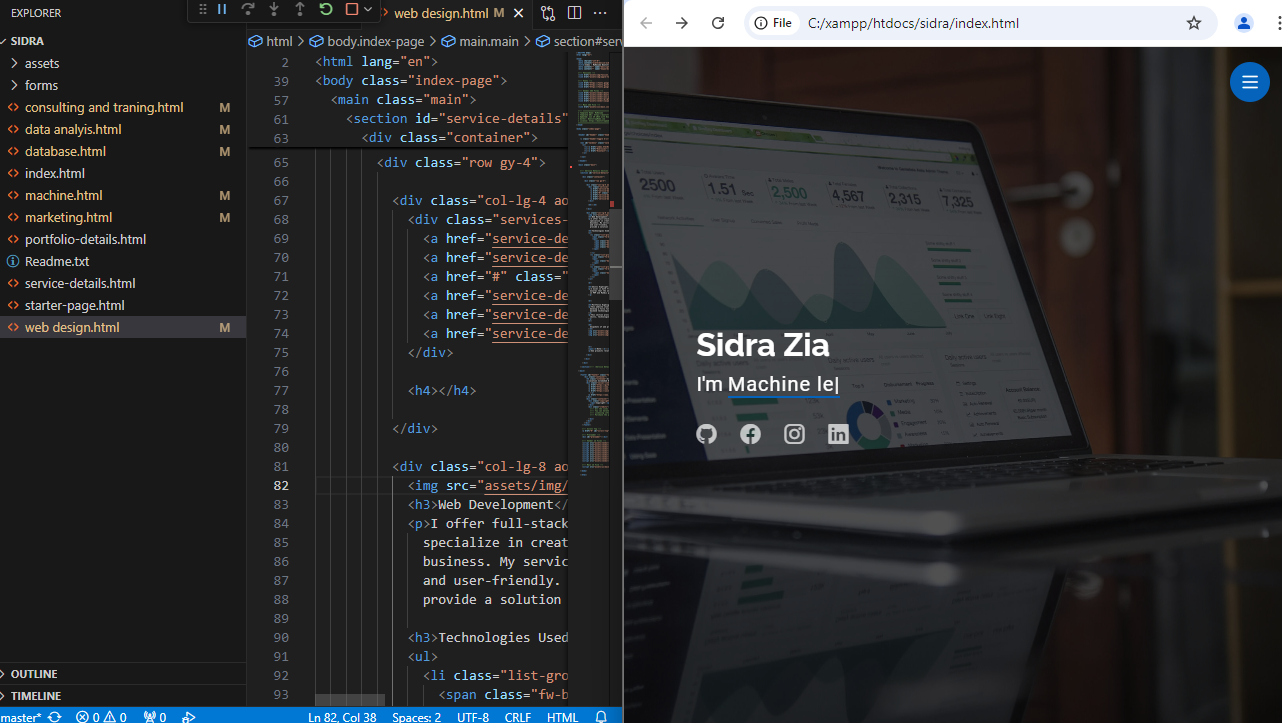 EXPLORER
SIDRA
assets
forms
consulting and traning.html M
data analyis.html M
database.html M
index.html
machine.html M
marketing.html M
portfolio-details.html
Readme.txt
service-details.html
starter-page.html
web design.html M
OUTLINE
TIMELINE
web design.html M
html > body.index-page > main.main > section#ser
2 <html lang="en">
39 <body class="index-page">
57 <main class="main">
61 <section id="service-details"
63 <div class="container">
65 <div class="row gy-4">
66
67 <div class="col-lg-4 ao
68 <div class="services-
69 <a href="service-de
70 <a href="service-de
71 <a href="#" class="
72 <a href="service-de
73 <a href="service-de
74 <a href="service-de
75 </div>
76
77 <h4></h4>
78
79 </div>
80
81 <div class="col-lg-8 ao
82 <img src="assets/img/
83 <h3>Web Development</
84 <p>I offer full-stack
85 specialize in creat
86 business. My servic
87 and user-friendly.
88 provide a solution
89
90 <h3>Technologies Used
91 <ul>
92 <li class="list-gro
93 <span class="fw-b
master* 0 0 0 Ln 82, Col 38 Spaces: 2 UTF-8 CRLF HTML
File C:/xampp/htdocs/sidra/index.html
2500
1.51 Sec
2,500
4,567
2,315
7,325
Sidra Zia
I'm Machine le|